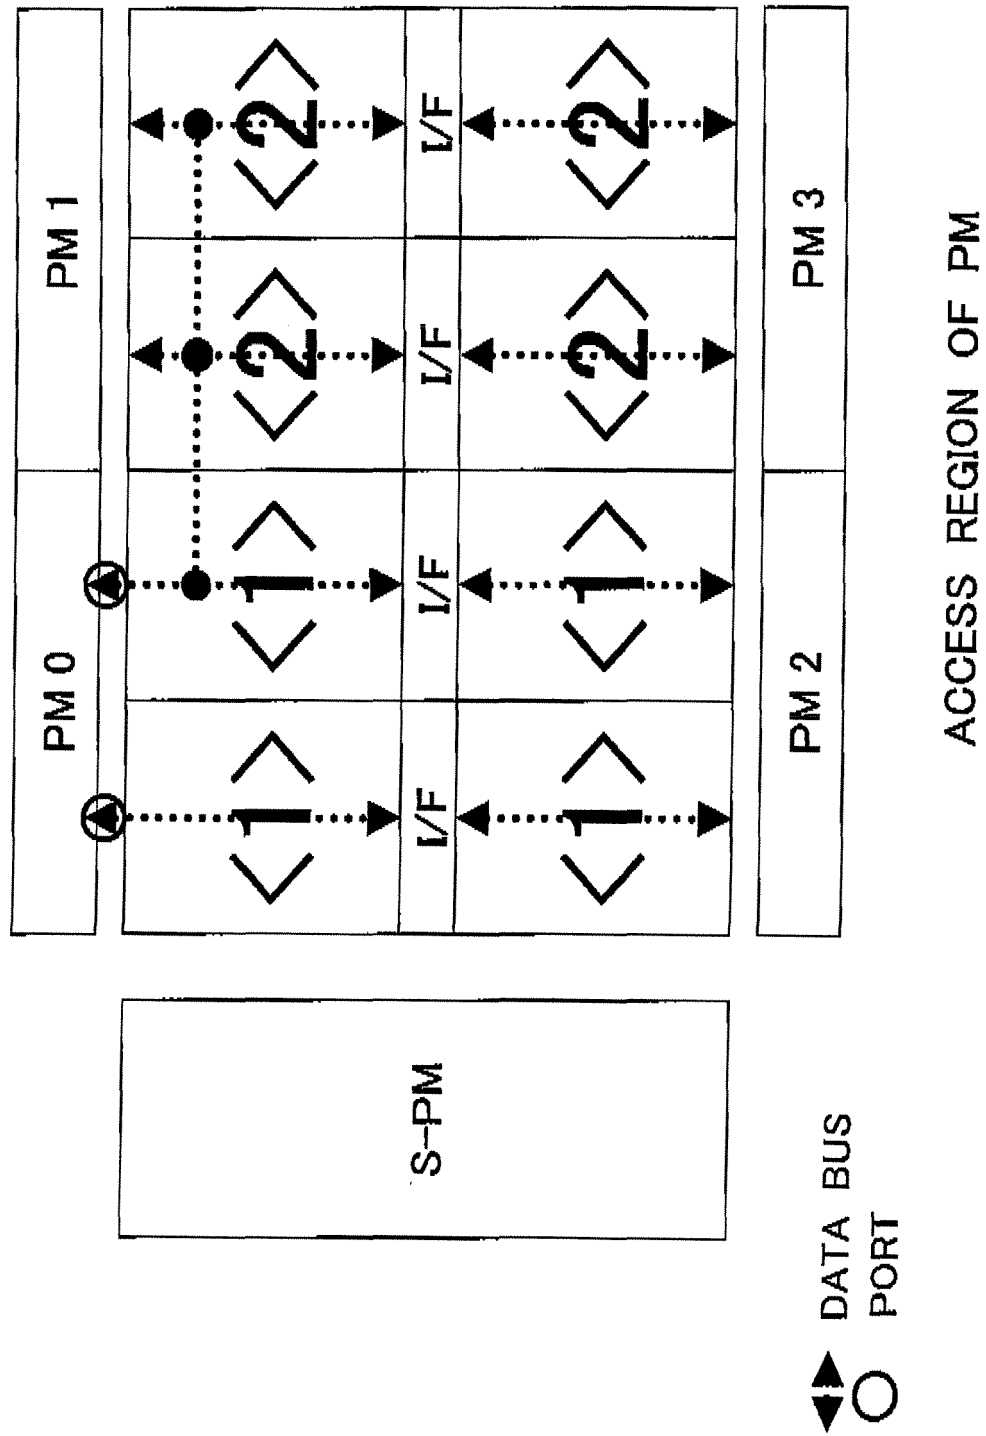 PM 0
PM 1
<1>
<1>
<2>
<2>
I/F
I/F
I/F
I/F
<1>
<1>
<2>
<2>
PM 2
PM 3
S-PM
DATA BUS
PORT
ACCESS REGION OF PM